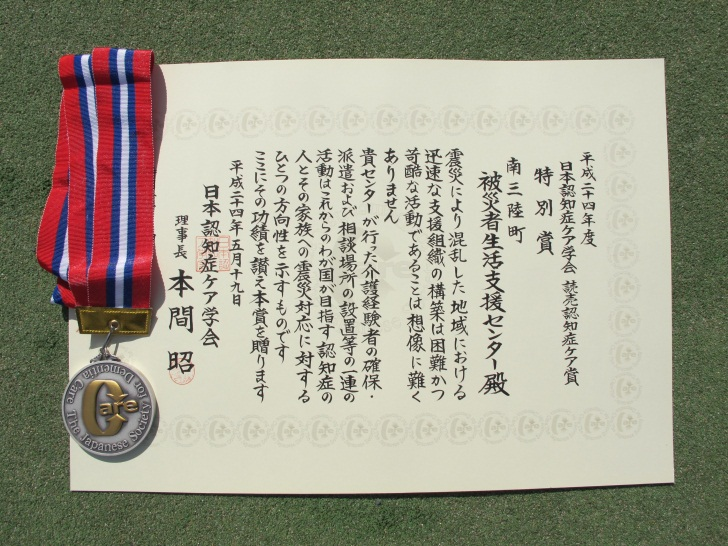 平成二十四年度
日本認知症ケア学会 読売認知症ケア賞
特別賞
南三陸町
被災者生活支援センター殿
震災により混乱した地域における
迅速な支援組織の構築は困難かつ
苛酷な活動であることは想像に難く
ありません
貴センターが行った介護経験者の確保・
派遣および相談場所の設置等の一連の
活動はこれからのわが国が目指す認知症の
人とその家族への震災対応に対する
ひとつの方向性を示すものです
ここにその功績を讃え本賞を贈ります
平成二十四年五月十九日
日本認知症ケア学会
理事長 本間 昭
Care
The Japanese Society for Dementia Care